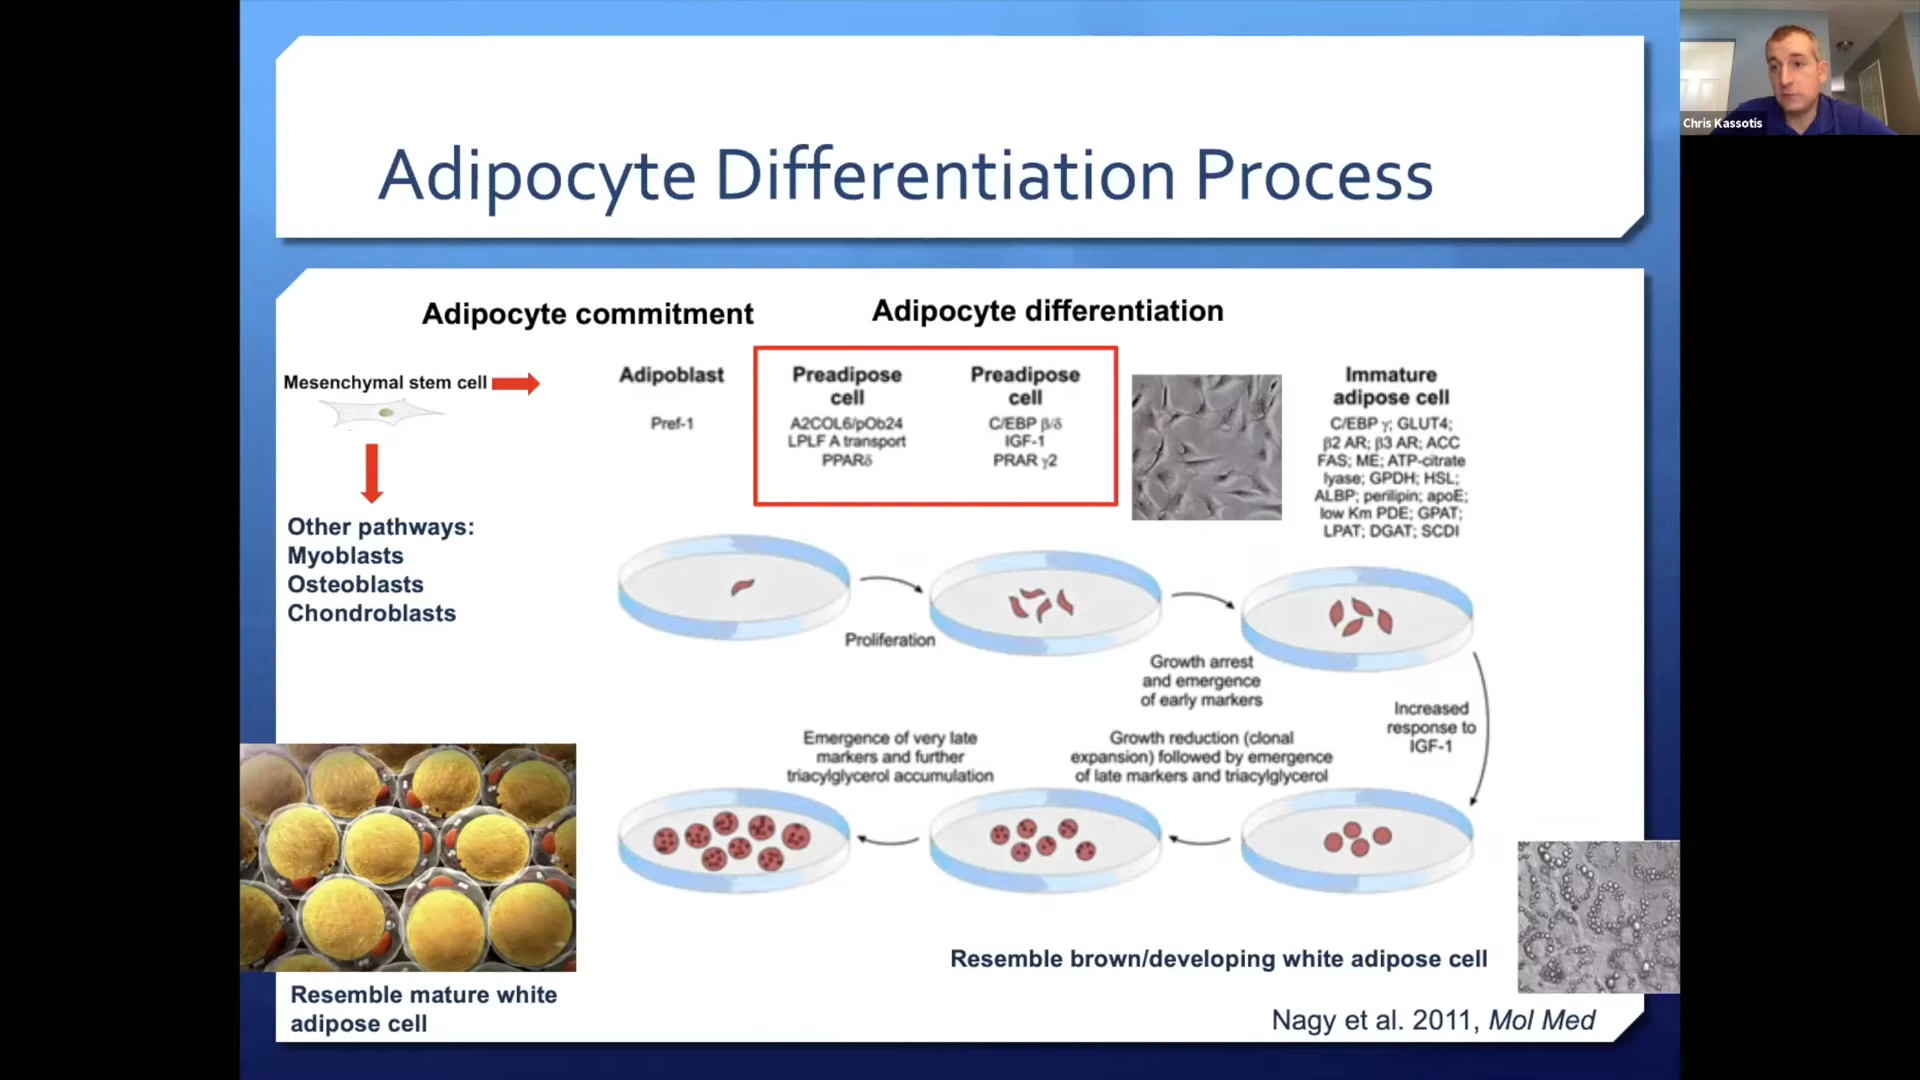 Adipocyte Differentiation Process
Chris Kassotis
Adipocyte commitment
Adipocyte differentiation
Mesenchymal stem cell
Other pathways:
Myoblasts
Osteoblasts
Chondroblasts
Adipoblast
Pref-1
Preadipose
cell
A2COL6/pOb24
LPLF A transport
PPARδ
Preadipose
cell
C/EBP β/δ
IGF-1
PRAR γ2
Immature
adipose cell
C/EBP γ; GLUT4;
β2 AR; β3 AR; ACC
FAS; ME; ATP-citrate
lyase; GPDH; HSL;
ALBP; perilipin; apoE;
low Km PDE; GPAT;
LPAT; DGAT; SCDI
Proliferation
Growth arrest
and emergence
of early markers
Increased
response to
IGF-1
Growth reduction (clonal
expansion) followed by emergence
of late markers and triacylglycerol
Emergence of very late
markers and further
triacylglycerol accumulation
Resemble brown/developing white adipose cell
Resemble mature white
adipose cell
Nagy et al. 2011, Mol Med